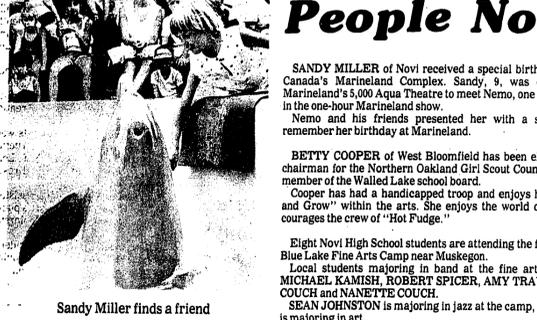 People No
SANDY MILLER of Novi received a special birth
Canada's Marineland Complex. Sandy, 9, was
Marineland's 5,000 Aqua Theatre to meet Nemo, one
in the one-hour Marineland show.
Nemo and his friends presented her with a s
remember her birthday at Marineland.
BETTY COOPER of West Bloomfield has been e
chairman for the Northern Oakland Girl Scout Coun
member of the Walled Lake school board.
Cooper has had a handicapped troop and enjoys h
and Grow" within the arts. She enjoys the world o
courages the crew of "Hot Fudge."
Eight Novi High School students are attending the f
Blue Lake Fine Arts Camp near Muskegon.
Local students majoring in band at the fine art
MICHAEL KAMISH, ROBERT SPICER, AMY TRA
COUCH and NANETTE COUCH.
SEAN JOHNSTON is majoring in jazz at the camp,
is majoring in art.
Sandy Miller finds a friend